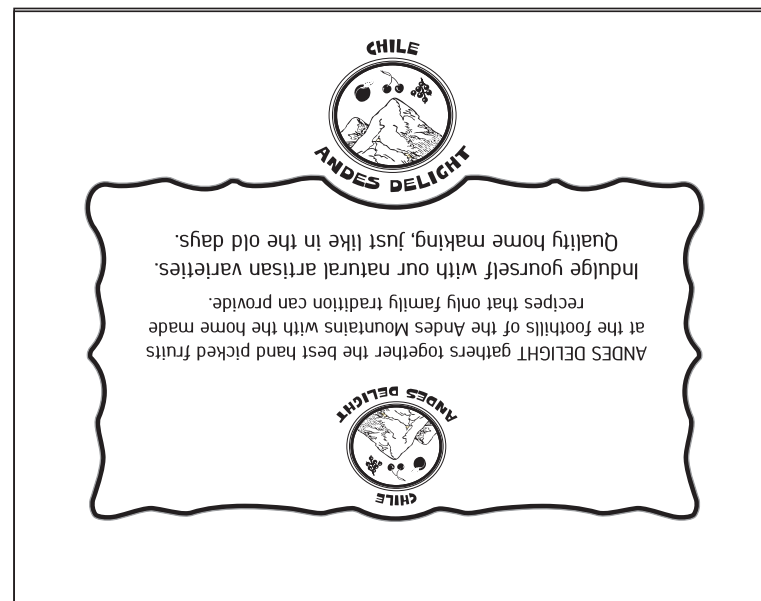 CHILE
ANDES DELIGHT
CHILE
ANDES DELIGHT
ANDES DELIGHT gathers together the best hand picked fruits
at the foothills of the Andes Mountains with the home made
recipes that only family tradition can provide.
Indulge yourself with our natural artisan varieties.
Quality home making, just like in the old days.